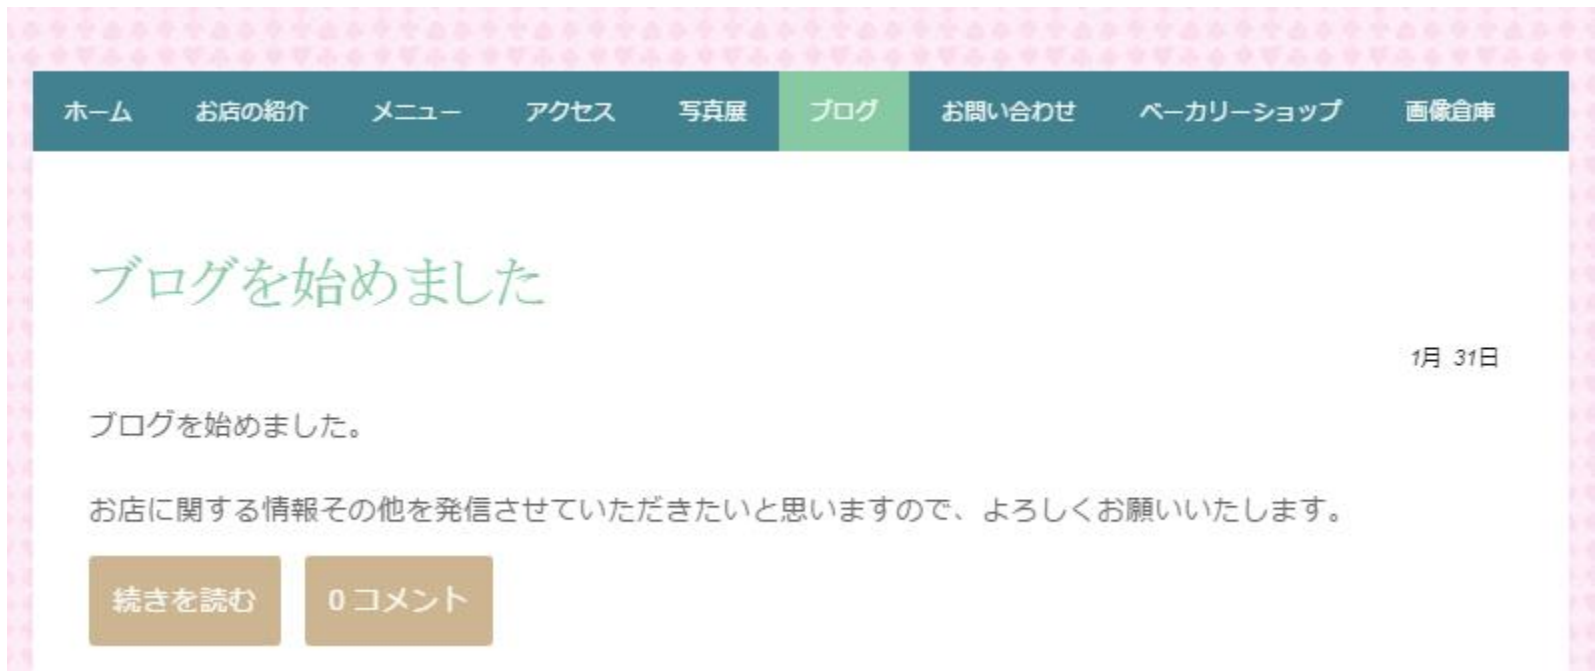 ホーム お店の紹介 メニュー アクセス 写真展 ブログ お問い合わせ ベーカリーショップ 画像倉庫
ブログを始めました
1月 31日
ブログを始めました。
お店に関する情報その他を発信させていただきたいと思いますので、よろしくお願いいたします。
続きを読む 0 コメント